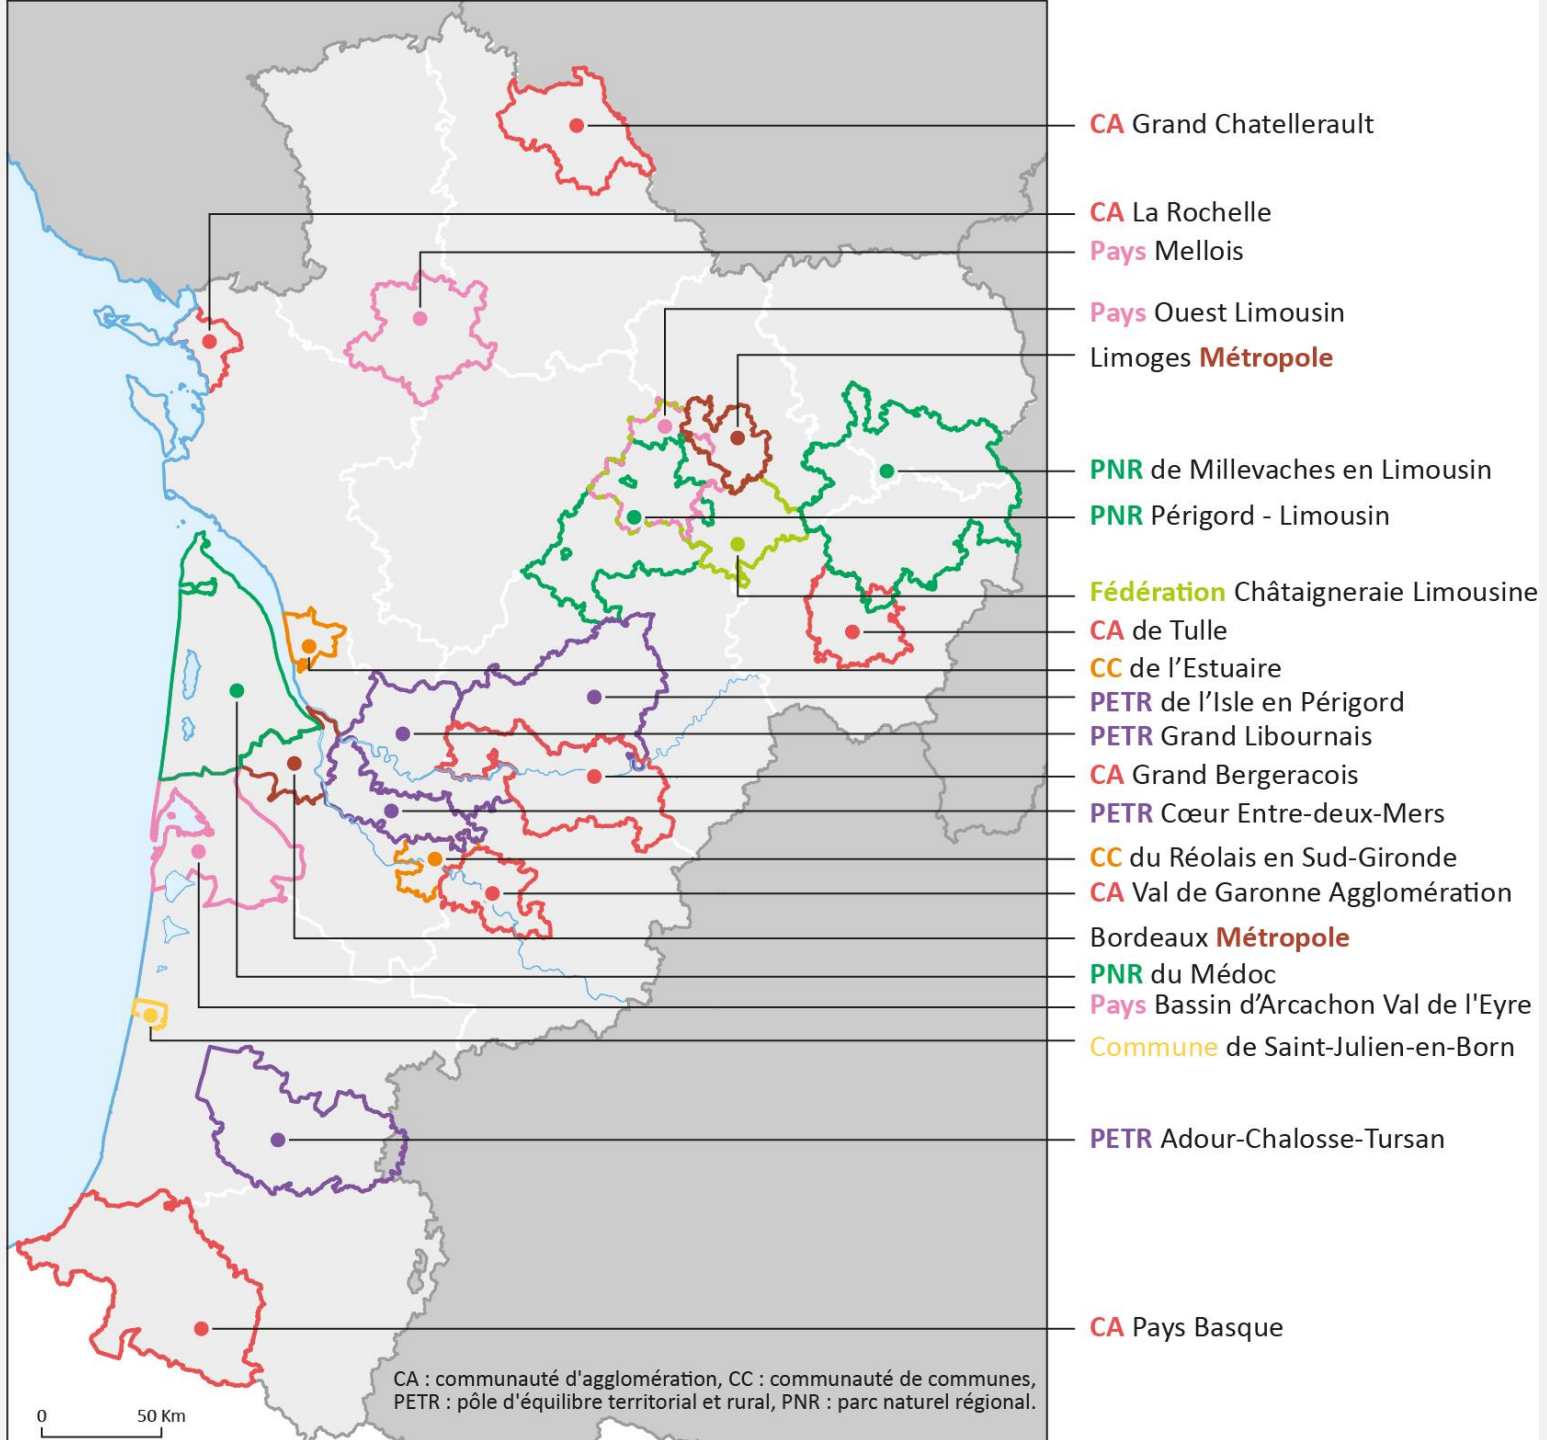 CA Grand Chatellerault
CA La Rochelle
Pays Mellois
Pays Ouest Limousin
Limoges Métropole
PNR de Millevaches en Limousin
PNR Périgord - Limousin
Fédération Châtaigneraie Limousine
CA de Tulle
CC de l’Estuaire
PETR de l’Isle en Périgord
PETR Grand Libournais
CA Grand Bergeracois
PETR Cœur Entre-deux-Mers
CC du Réolais en Sud-Gironde
CA Val de Garonne Agglomération
Bordeaux Métropole
PNR du Médoc
Pays Bassin d’Arcachon Val de l'Eyre
Commune de Saint-Julien-en-Born
PETR Adour-Chalosse-Tursan
CA Pays Basque
CA : communauté d'agglomération, CC : communauté de communes,
PETR : pôle d'équilibre territorial et rural, PNR : parc naturel régional.
0 50 Km